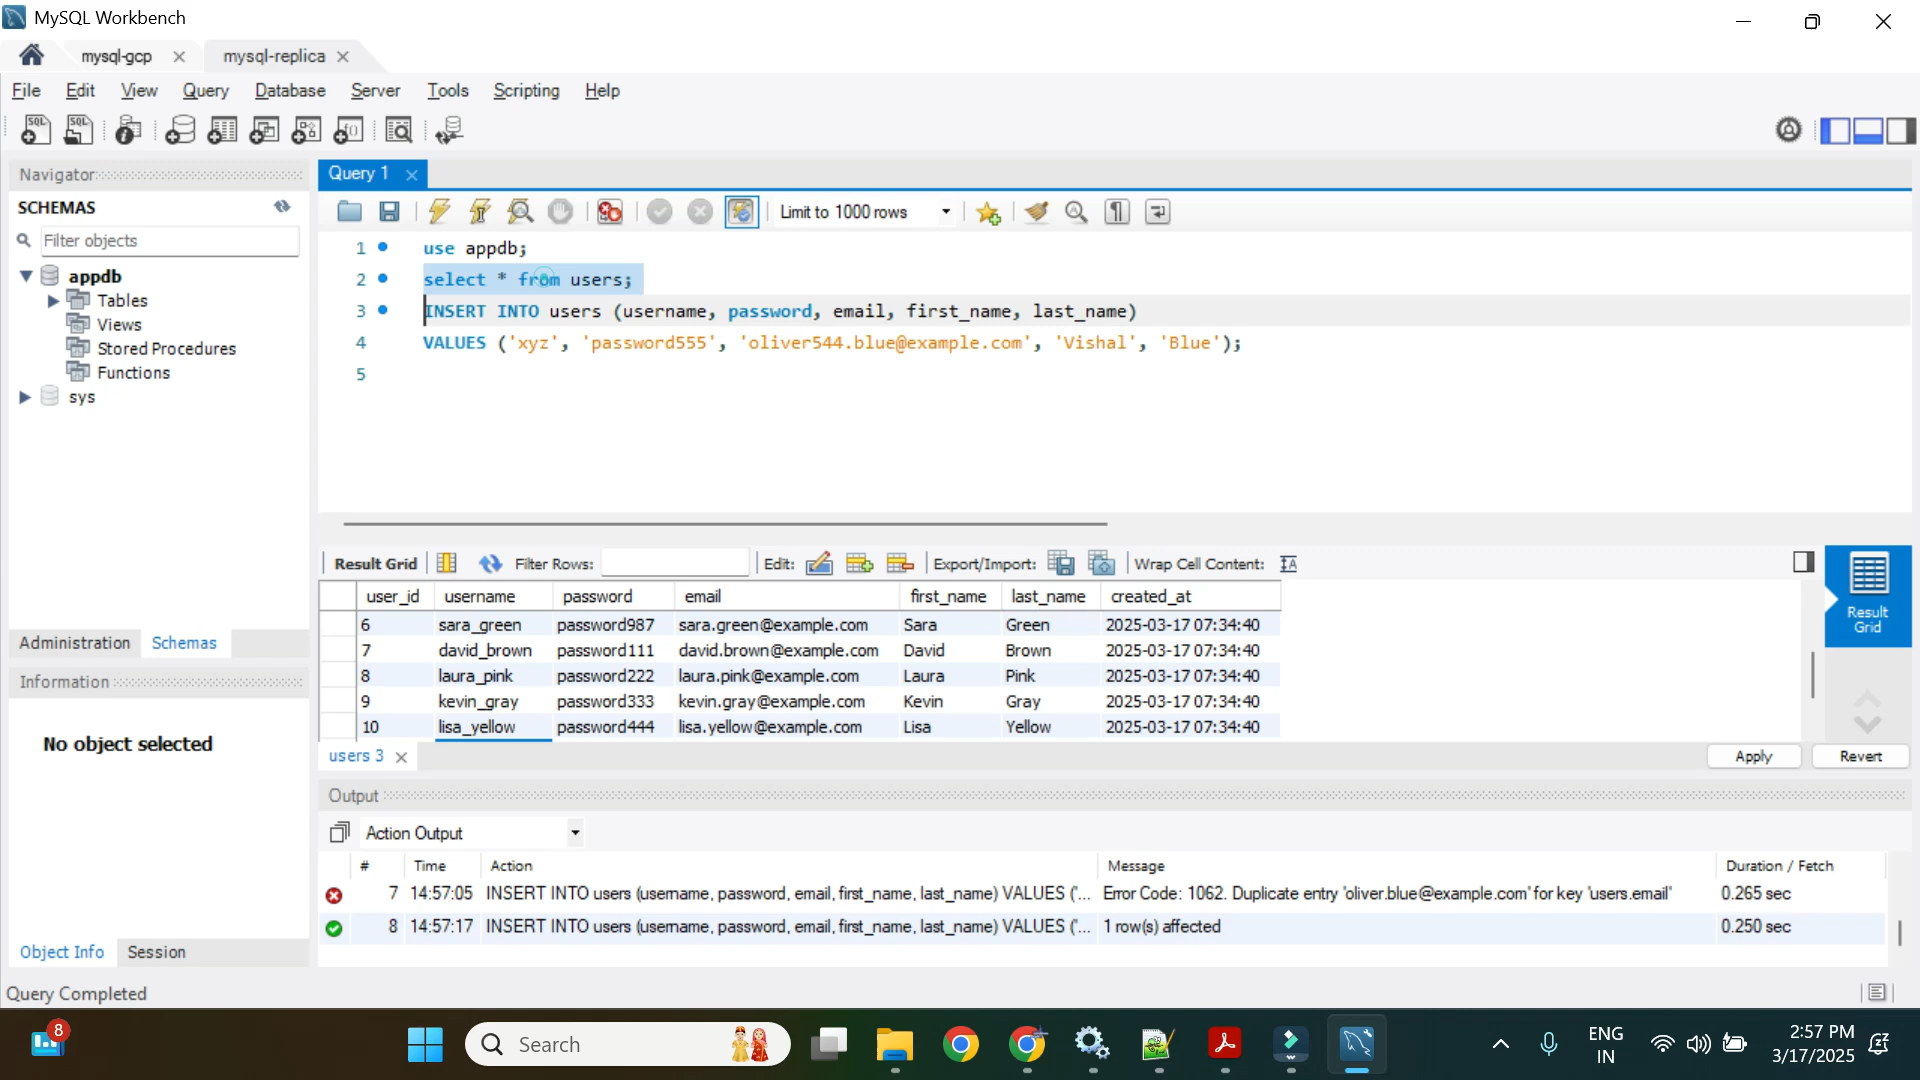 MySQL Workbench
mysql-gcp
mysql-replica
File Edit View Query Database Server Tools Scripting Help
Navigator
SCHEMAS
Filter objects
appdb
Tables
Views
Stored Procedures
Functions
sys
Administration Schemas
Information
No object selected
Object Info Session
Query Completed
Query 1
Limit to 1000 rows
1 use appdb;
2 select * from users;
3 INSERT INTO users (username, password, email, first_name, last_name)
4 VALUES ('xyz', 'password555', 'oliver544.blue@example.com', 'Vishal', 'Blue');
5
Result Grid Filter Rows: Edit: Export/Import: Wrap Cell Content:
user_id username password email first_name last_name created_at
6 sara_green password987 sara.green@example.com Sara Green 2025-03-17 07:34:40
7 david_brown password111 david.brown@example.com David Brown 2025-03-17 07:34:40
8 laura_pink password222 laura.pink@example.com Laura Pink 2025-03-17 07:34:40
9 kevin_gray password333 kevin.gray@example.com Kevin Gray 2025-03-17 07:34:40
10 lisa_yellow password444 lisa.yellow@example.com Lisa Yellow 2025-03-17 07:34:40
Result
Grid
users 3
Apply Revert
Output
Action Output
# Time Action Message Duration / Fetch
7 14:57:05 INSERT INTO users (username, password, email, first_name, last_name) VALUES ('... Error Code: 1062. Duplicate entry 'oliver.blue@example.com' for key 'users.email' 0.265 sec
8 14:57:17 INSERT INTO users (username, password, email, first_name, last_name) VALUES ('... 1 row(s) affected 0.250 sec
8
Search
ENG
IN
2:57 PM
3/17/2025